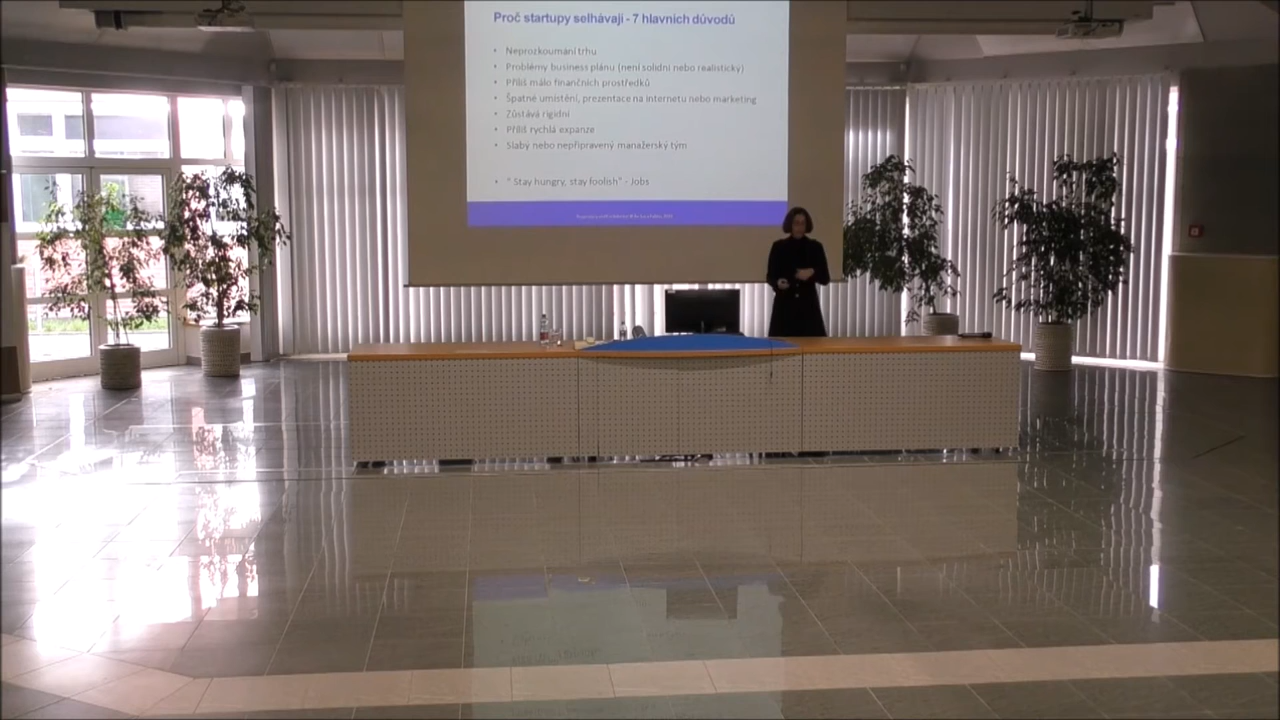 Proč startupy selhávají - 7 hlavních důvodů
• Neprozkoumání trhu
• Problémy business plánu (není solidní nebo realistický)
• Příliš málo finančních prostředků
• Špatné umístění, prezentace na internetu nebo marketing
• Zůstává rigidní
• Příliš rychlá expanze
• Slabý nebo nepřipravený manažerský tým
• " Stay hungry, stay foolish" - Jobs